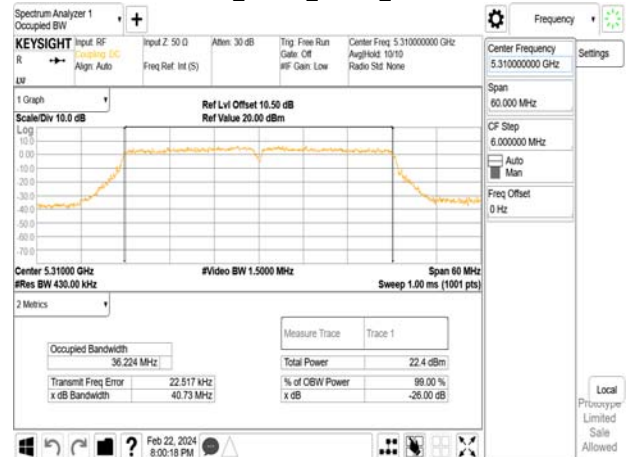 Spectrum Analyzer 1
Occupied BW
Frequency
KEYSIGHT
Input: RF
Coupling: DC
Align: Auto
Input Z: 50 Ω
Freq Ref: Int (S)
Atten: 30 dB
Trig: Free Run
Gate: Off
#IF Gain: Low
Center Freq: 5.310000000 GHz
Avg|Hold: 10/10
Radio Std: None
R
Center Frequency
5.310000000 GHz
Settings
Span
60.000 MHz
CF Step
6.000000 MHz
Auto
Man
Freq Offset
0 Hz
1 Graph
Scale/Div 10.0 dB
Ref Lvl Offset 10.50 dB
Ref Value 20.00 dBm
Log
10.0
0.00
-10.0
-20.0
-30.0
-40.0
-50.0
-60.0
-70.0
Center 5.31000 GHz
#Video BW 1.5000 MHz
Span 60 MHz
#Res BW 430.00 kHz
Sweep 1.00 ms (1001 pts)
2 Metrics
Measure Trace Trace 1
Occupied Bandwidth
36.224 MHz
Total Power 22.4 dBm
Transmit Freq Error 22.517 kHz
% of OBW Power 99.00 %
x dB Bandwidth 40.73 MHz
x dB -26.00 dB
Local
Prototype
Limited
Sale
Allowed
?
Feb 22, 2024
8:00:18 PM